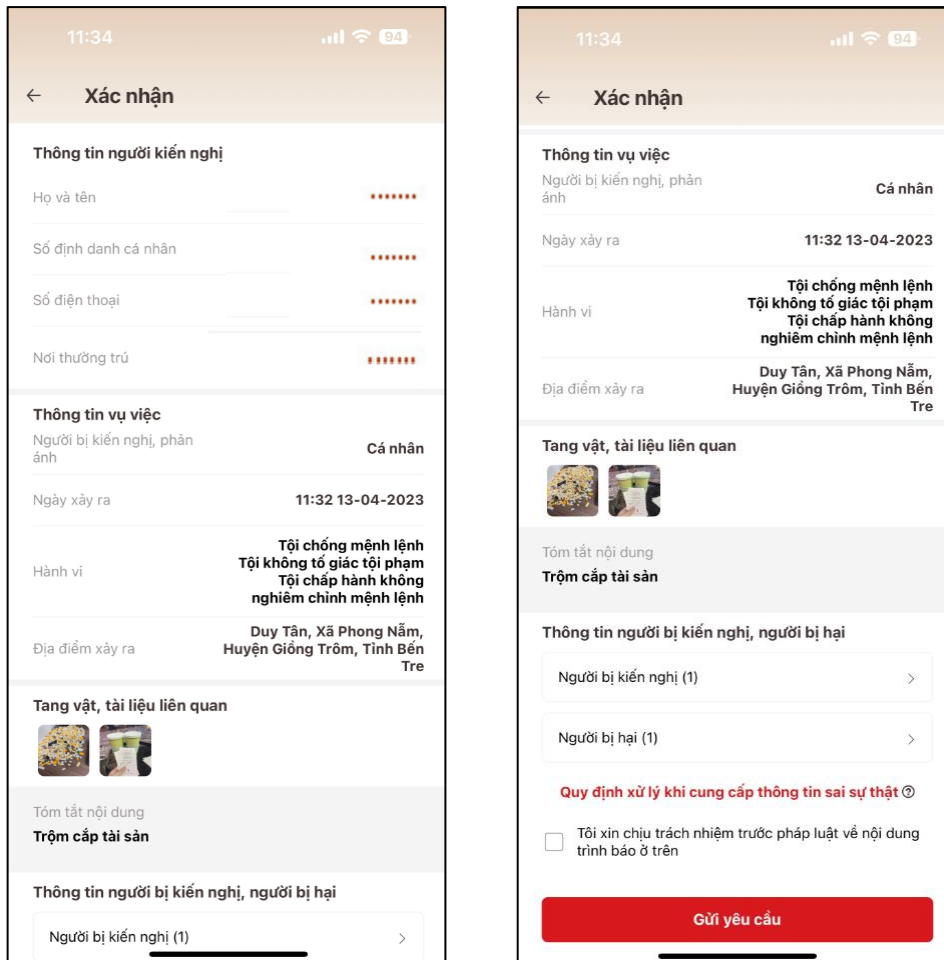 11:34
94
Xác nhận
Thông tin người kiến nghị
Họ và tên
*******
Số định danh cá nhân
*******
Số điện thoại
*******
Nơi thường trú
*******
Thông tin vụ việc
Người bị kiến nghị, phản
ánh
Cá nhân
Ngày xảy ra
11:32 13-04-2023
Hành vi
Tội chống mệnh lệnh
Tội không tố giác tội phạm
Tội chấp hành không
nghiêm chỉnh mệnh lệnh
Địa điểm xảy ra
Duy Tân, Xã Phong Nẫm,
Huyện Giồng Trôm, Tỉnh Bến
Tre
Tang vật, tài liệu liên quan
Tóm tắt nội dung
Trộm cắp tài sản
Thông tin người bị kiến nghị, người bị hại
Người bị kiến nghị (1)
11:34
94
Xác nhận
Thông tin vụ việc
Người bị kiến nghị, phản
ánh
Cá nhân
Ngày xảy ra
11:32 13-04-2023
Hành vi
Tội chống mệnh lệnh
Tội không tố giác tội phạm
Tội chấp hành không
nghiêm chỉnh mệnh lệnh
Địa điểm xảy ra
Duy Tân, Xã Phong Nẫm,
Huyện Giồng Trôm, Tỉnh Bến
Tre
Tang vật, tài liệu liên quan
Tóm tắt nội dung
Trộm cắp tài sản
Thông tin người bị kiến nghị, người bị hại
Người bị kiến nghị (1)
Người bị hại (1)
Quy định xử lý khi cung cấp thông tin sai sự thật
Tôi xin chịu trách nhiệm trước pháp luật về nội dung
trình báo ở trên
Gửi yêu cầu